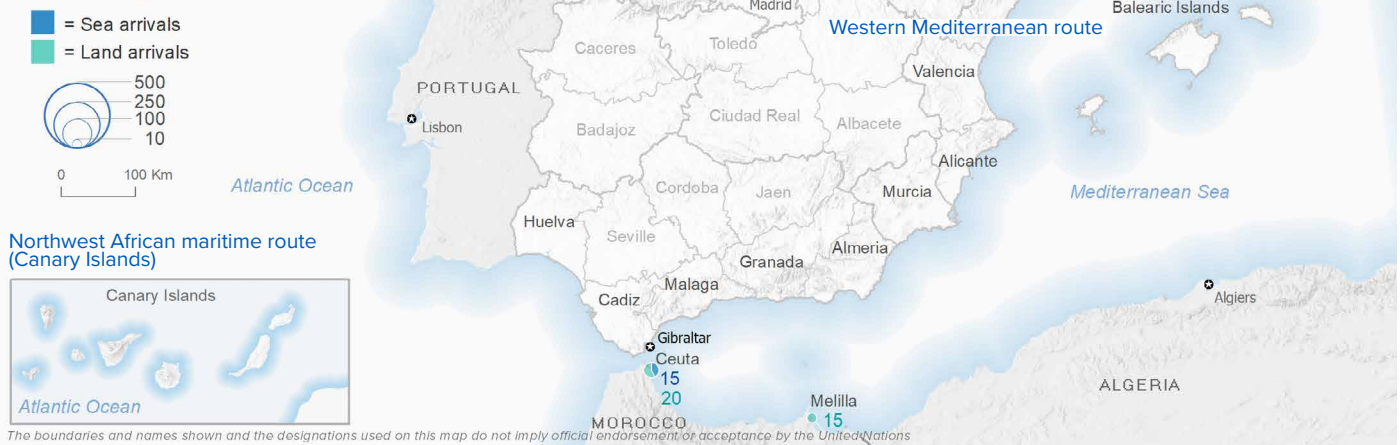 = Sea arrivals
= Land arrivals
500
250
100
10
0 100 Km
Northwest African maritime route
(Canary Islands)
Canary Islands
Atlantic Ocean
Atlantic Ocean
Western Mediterranean route
Madrid
Balearic Islands
Caceres
Toledo
Valencia
PORTUGAL
Lisbon
Badajoz
Ciudad Real
Albacete
Alicante
Cordoba
Jaen
Murcia
Mediterranean Sea
Huelva
Seville
Almeria
Granada
Malaga
Cadiz
Algiers
Gibraltar
Ceuta
15
20
ALGERIA
Melilla
15
MOROCCO
The boundaries and names shown and the designations used on this map do not imply official endorsement or acceptance by the United Nations